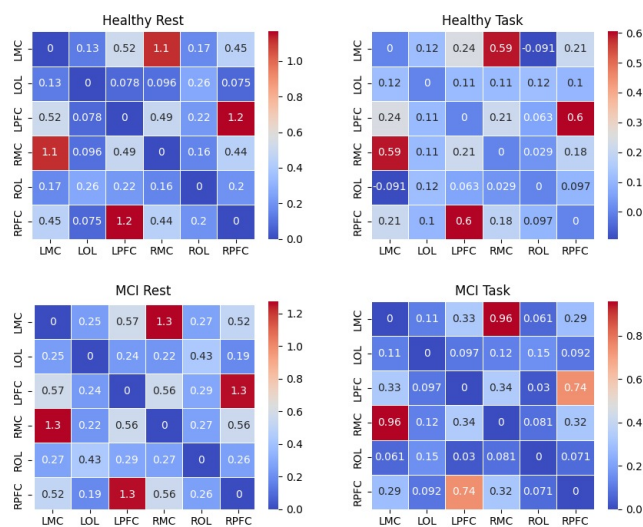 Healthy Rest
LMC 0 0.13 0.52 1.1 0.17 0.45
LOL 0.13 0 0.078 0.096 0.26 0.075
LPFC 0.52 0.078 0 0.49 0.22 1.2
RMC 1.1 0.096 0.49 0 0.16 0.44
ROL 0.17 0.26 0.22 0.16 0 0.2
RPFC 0.45 0.075 1.2 0.44 0.2 0
LMC LOL LPFC RMC ROL RPFC
1.0
0.8
0.6
0.4
0.2
0.0
Healthy Task
LMC 0 0.12 0.24 0.59 -0.091 0.21
LOL 0.12 0 0.11 0.11 0.12 0.1
LPFC 0.24 0.11 0 0.21 0.063 0.6
RMC 0.59 0.11 0.21 0 0.029 0.18
ROL -0.091 0.12 0.063 0.029 0 0.097
RPFC 0.21 0.1 0.6 0.18 0.097 0
LMC LOL LPFC RMC ROL RPFC
0.6
0.5
0.4
0.3
0.2
0.1
0.0
MCI Rest
LMC 0 0.25 0.57 1.3 0.27 0.52
LOL 0.25 0 0.24 0.22 0.43 0.19
LPFC 0.57 0.24 0 0.56 0.29 1.3
RMC 1.3 0.22 0.56 0 0.27 0.56
ROL 0.27 0.43 0.29 0.27 0 0.26
RPFC 0.52 0.19 1.3 0.56 0.26 0
LMC LOL LPFC RMC ROL RPFC
1.2
1.0
0.8
0.6
0.4
0.2
0.0
MCI Task
LMC 0 0.11 0.33 0.96 0.061 0.29
LOL 0.11 0 0.097 0.12 0.15 0.092
LPFC 0.33 0.097 0 0.34 0.03 0.74
RMC 0.96 0.12 0.34 0 0.081 0.32
ROL 0.061 0.15 0.03 0.081 0 0.071
RPFC 0.29 0.092 0.74 0.32 0.071 0
LMC LOL LPFC RMC ROL RPFC
0.8
0.6
0.4
0.2
0.0